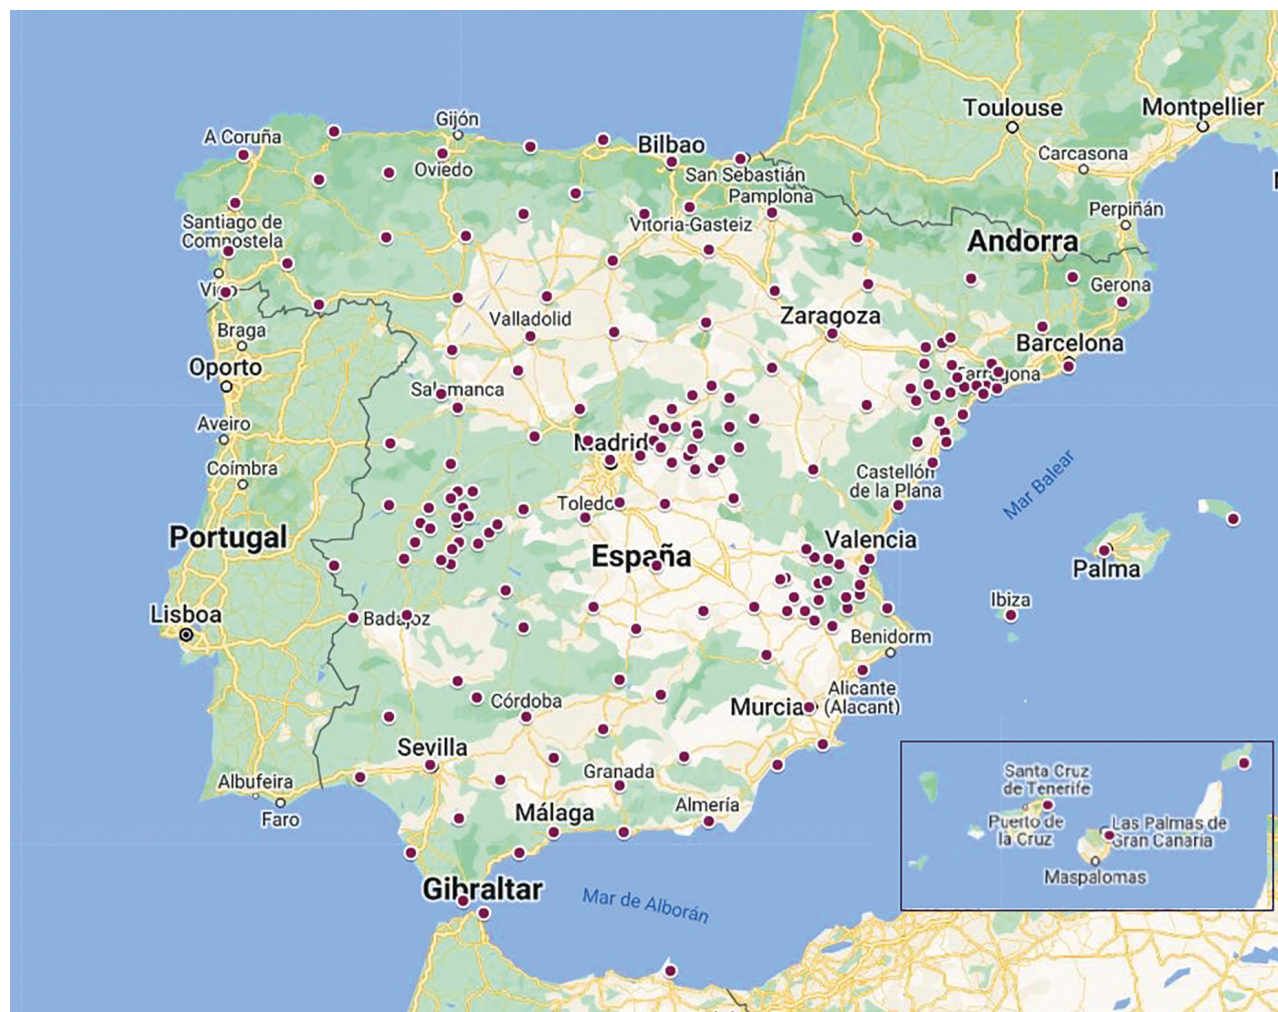 Toulouse
Montpellier
Carcasona
Perpiñán
Gijón
A Coruña
Oviedo
Bilbao
San Sebastián
Pamplona
Vitoria-Gasteiz
Santiago de
Compostela
Andorra
Gerona
Vigo
Braga
Oporto
Valladolid
Zaragoza
Barcelona
Tarragona
Salamanca
Aveiro
Madrid
Coímbra
Castellón
de la Plana
Mar Balear
Toledo
Portugal
España
Valencia
Palma
Ibiza
Lisboa
Badajoz
Benidorm
Alicante
(Alacant)
Murcia
Córdoba
Sevilla
Granada
Albufeira
Faro
Málaga
Almería
Santa Cruz
de Tenerife
Puerto de
la Cruz
Las Palmas de
Gran Canaria
Maspalomas
Gibraltar
Mar de Alborán